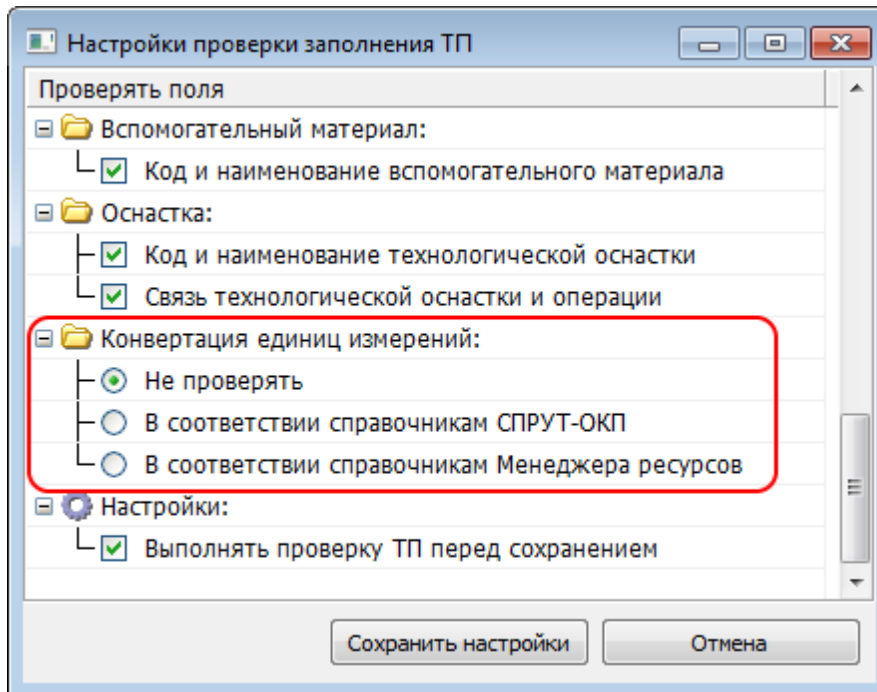 Настройки проверки заполнения ТП
Проверять поля
Вспомогательный материал:
Код и наименование вспомогательного материала
Оснастка:
Код и наименование технологической оснастки
Связь технологической оснастки и операции
Конвертация единиц измерений:
Не проверять
В соответствии справочникам СПРУТ-ОКП
В соответствии справочникам Менеджера ресурсов
Настройки:
Выполнять проверку ТП перед сохранением
Сохранить настройки
Отмена